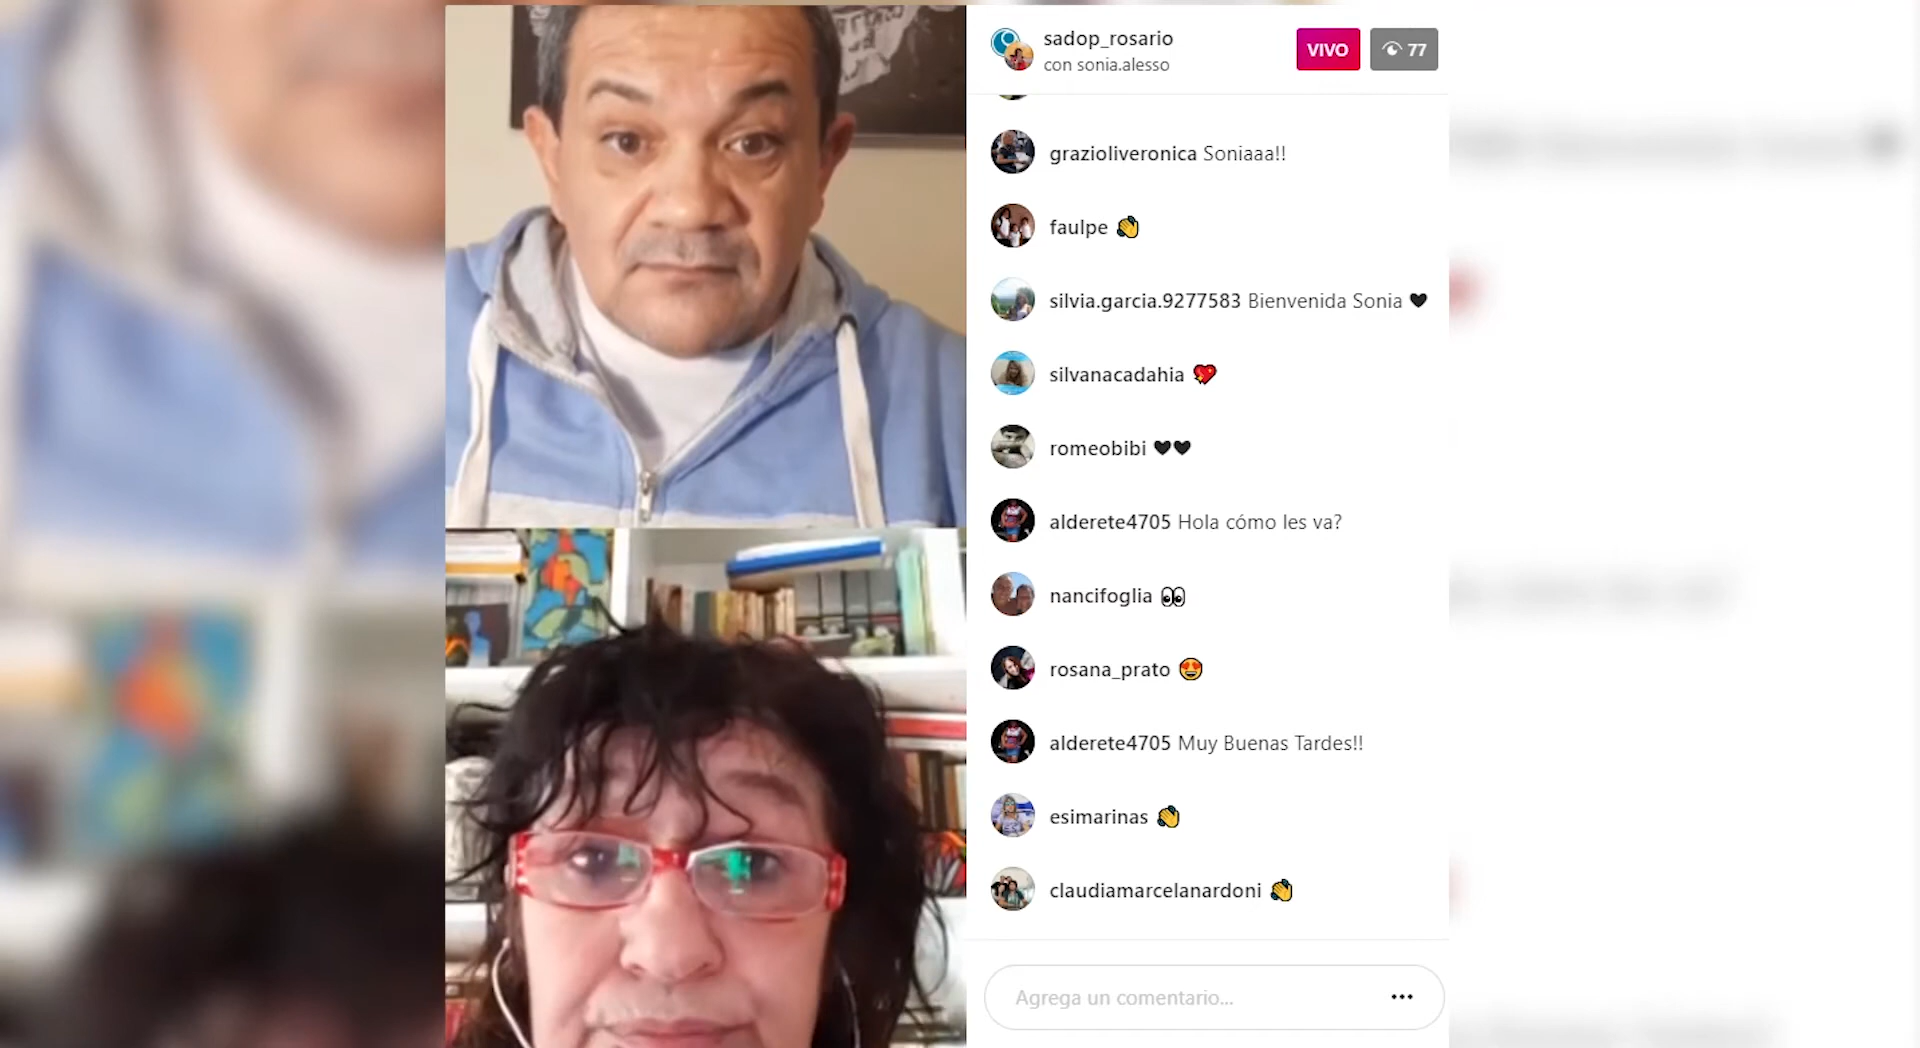 sadop_rosario
con sonia.alesso
VIVO 77
grazioliveronica Soniaaa!!
faulpe 👏
silvia.garcia.9277583 Bienvenida Sonia 🖤
silvanacadahia 💖
romeobibi 🖤🖤
alderete4705 Hola cómo les va?
nancifoglia 👀
rosana_prato 😍
alderete4705 Muy Buenas Tardes!!
esimarinas 👏
claudiamarcelanardoni 👏
Agrega un comentario...